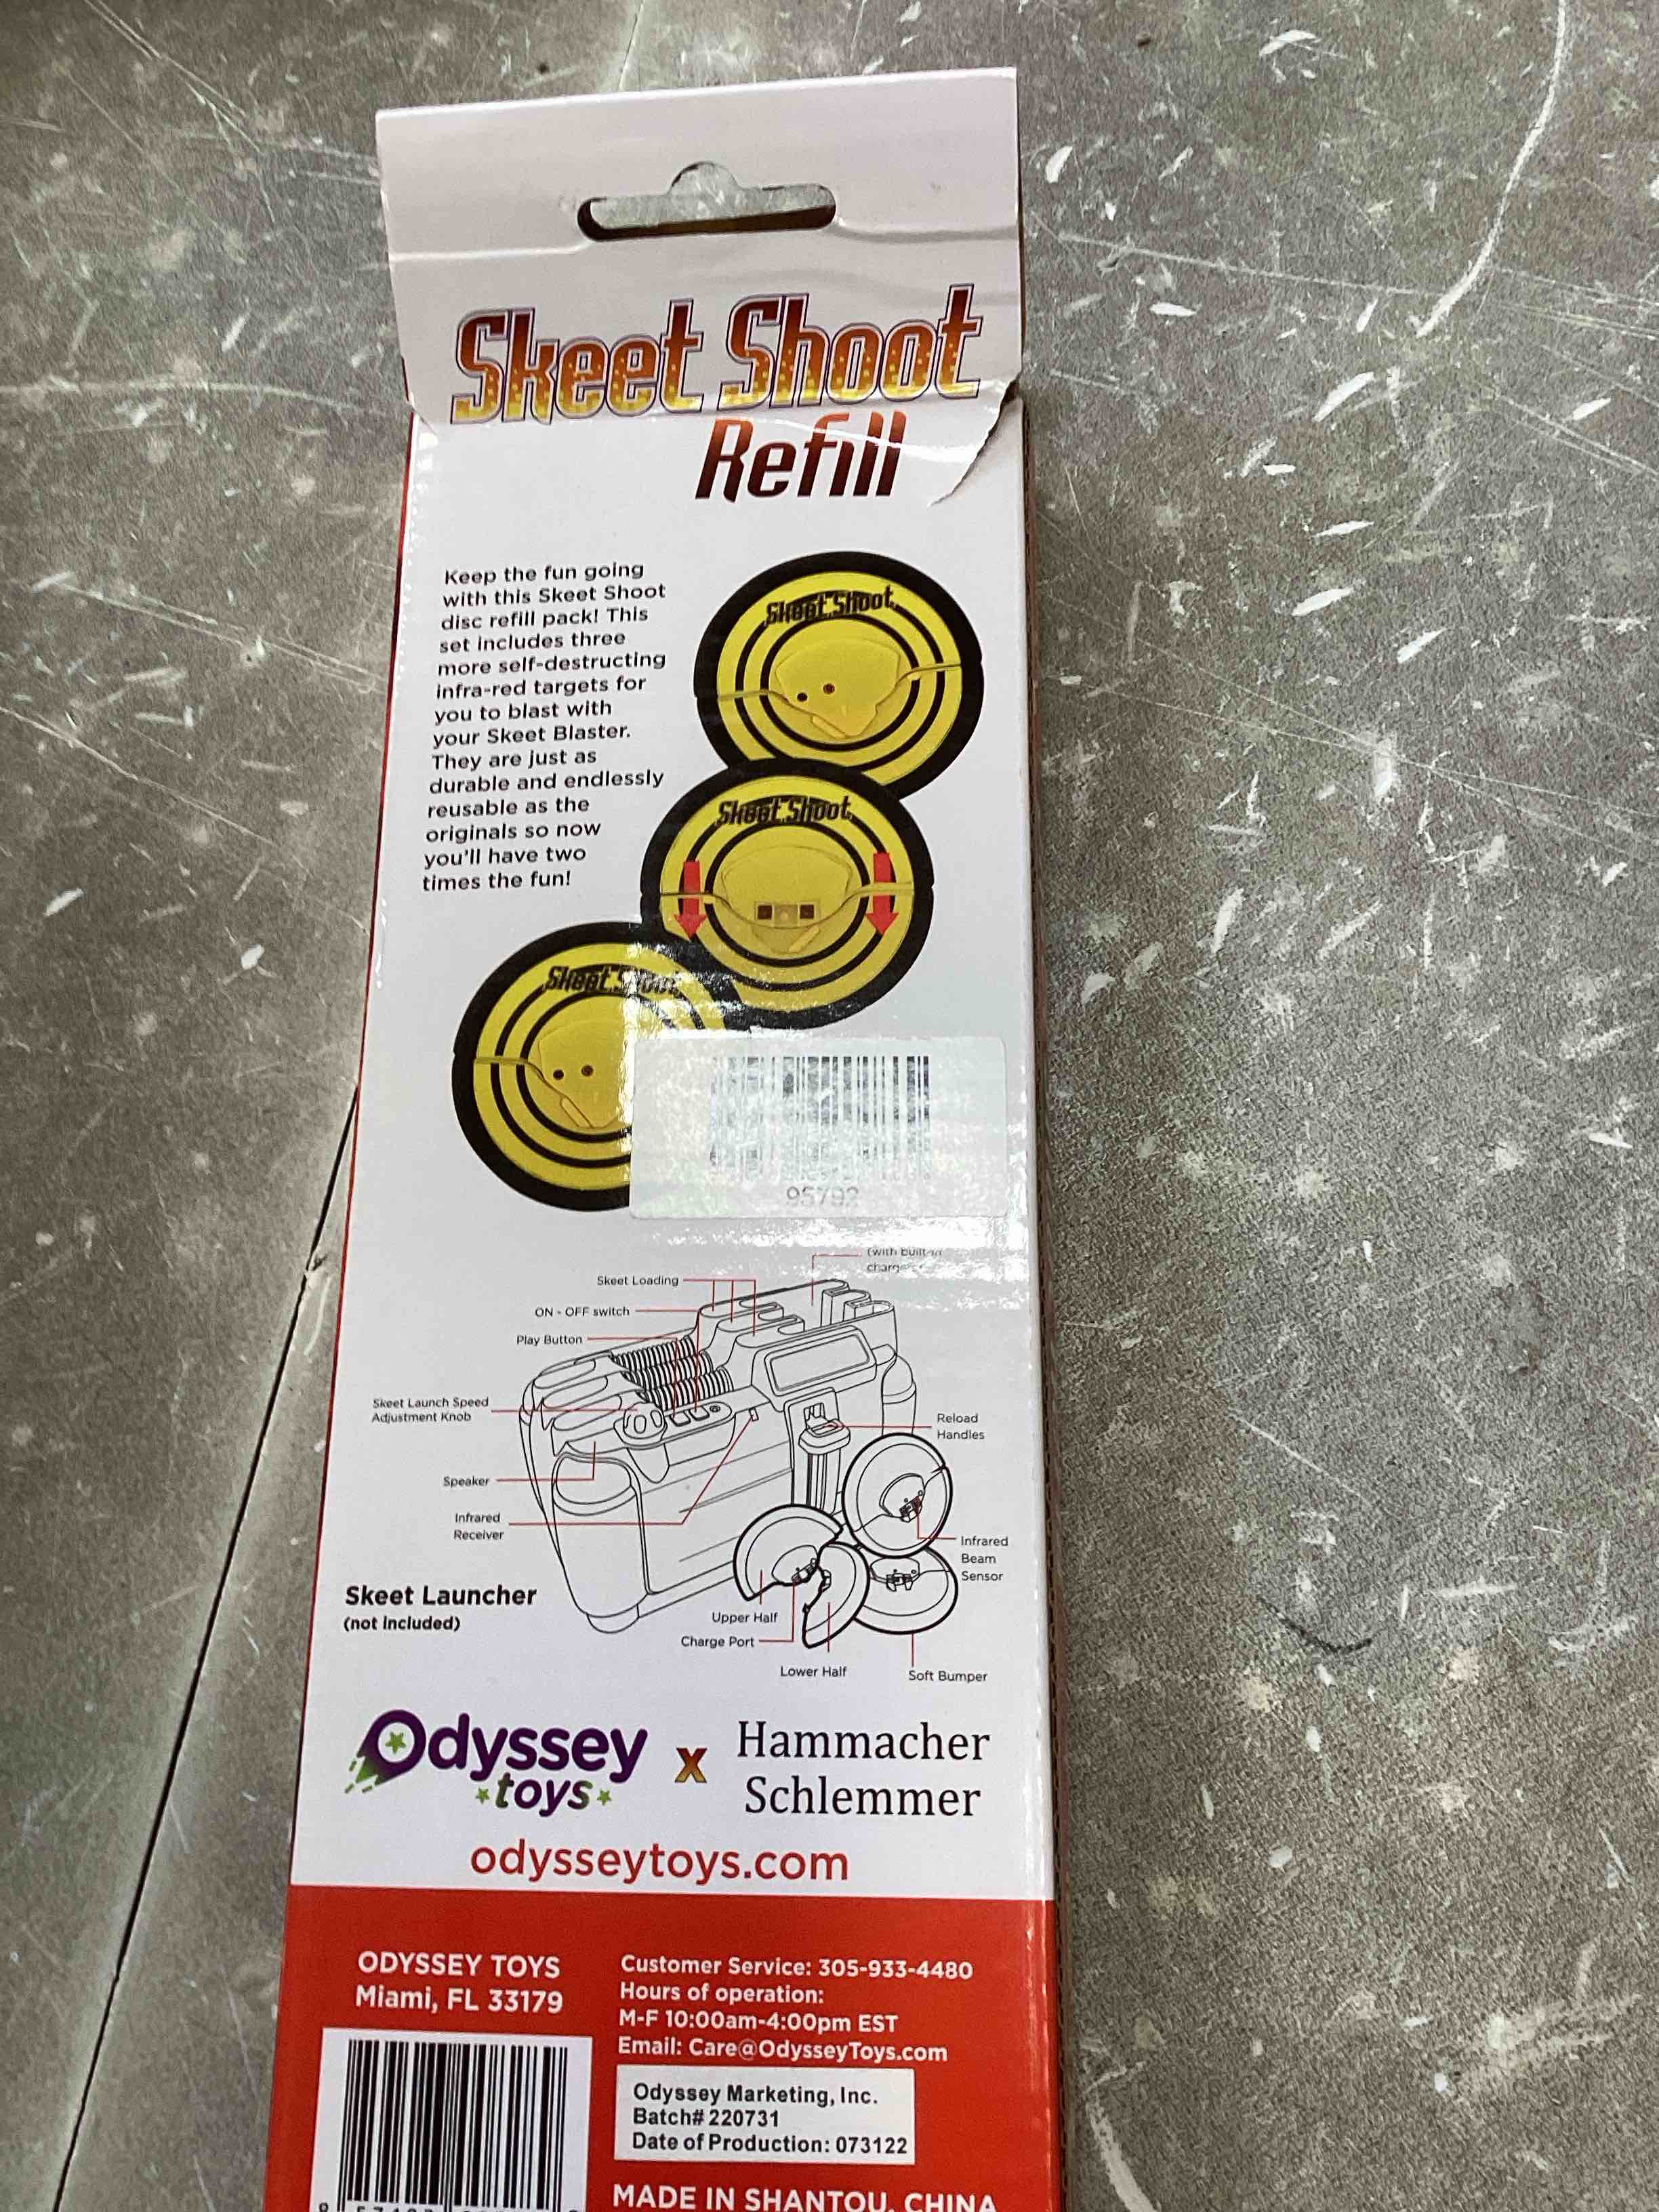 Skeet Shoot
Refill
Keep the fun going
with this Skeet Shoot
disc refill pack! This
set includes three
more self-destructing
infra-red targets for
you to blast with
your Skeet Blaster.
They are just as
durable and endlessly
reusable as the
originals so now
you'll have two
times the fun!
Skeet Shoot
Skeet Shoot
Skeet Shoot
95792
(with built-in
Skeet Loading
ON - OFF switch
Play Button
Skeet Launch Speed
Adjustment Knob
Reload
Handles
Speaker
Infrared
Receiver
Infrared
Beam
Sensor
Skeet Launcher
(not included)
Upper Half
Charge Port
Lower Half
Soft Bumper
Odyssey
toys
x
Hammacher
Schlemmer
odysseytoys.com
ODYSSEY TOYS
Miami, FL 33179
Customer Service: 305-933-4480
Hours of operation:
M-F 10:00am-4:00pm EST
Email: Care@OdysseyToys.com
Odyssey Marketing, Inc.
Batch# 220731
Date of Production: 073122
MADE IN SHANTOU, CHINA